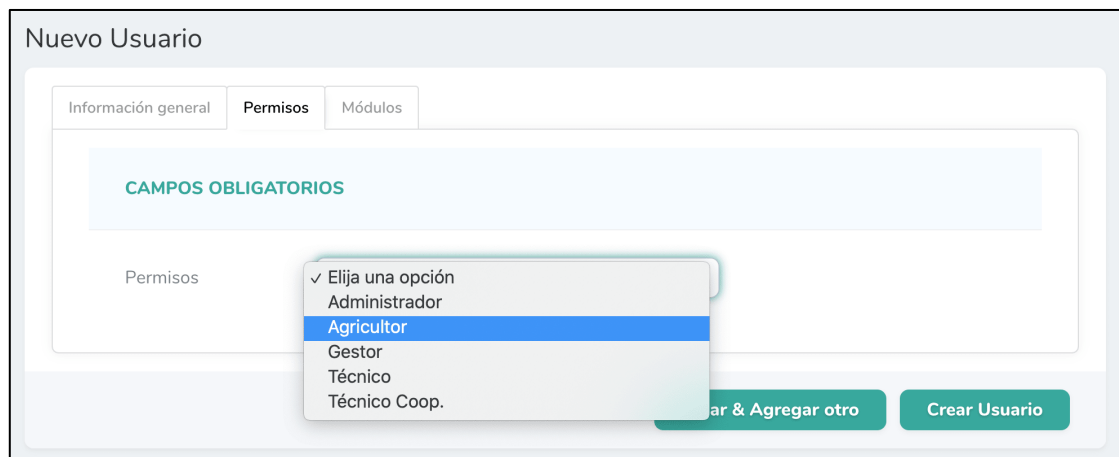 Nuevo Usuario
Información general Permisos Módulos
CAMPOS OBLIGATORIOS
Permisos
✓ Elija una opción
Administrador
Agricultor
Gestor
Técnico
Técnico Coop.
& Agregar otro
Crear Usuario